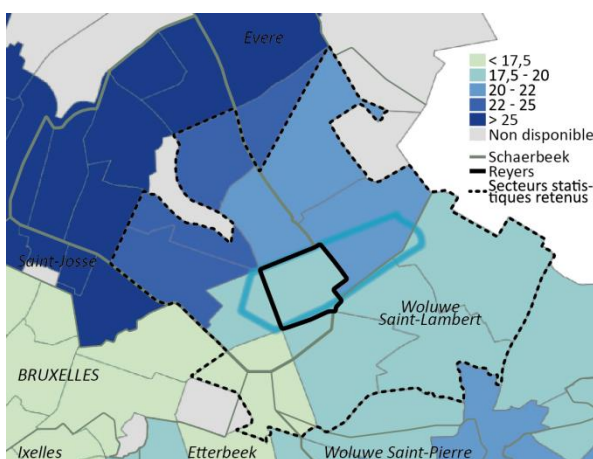 Evere
< 17,5
17,5 - 20
20 - 22
22 - 25
> 25
Non disponible
Schaerbeek
Reyers
Secteurs statis-
tiques retenus
Saint-Josse
Woluwe
Saint-Lambert
BRUXELLES
Ixelles
Etterbeek
Woluwe Saint-Pierre